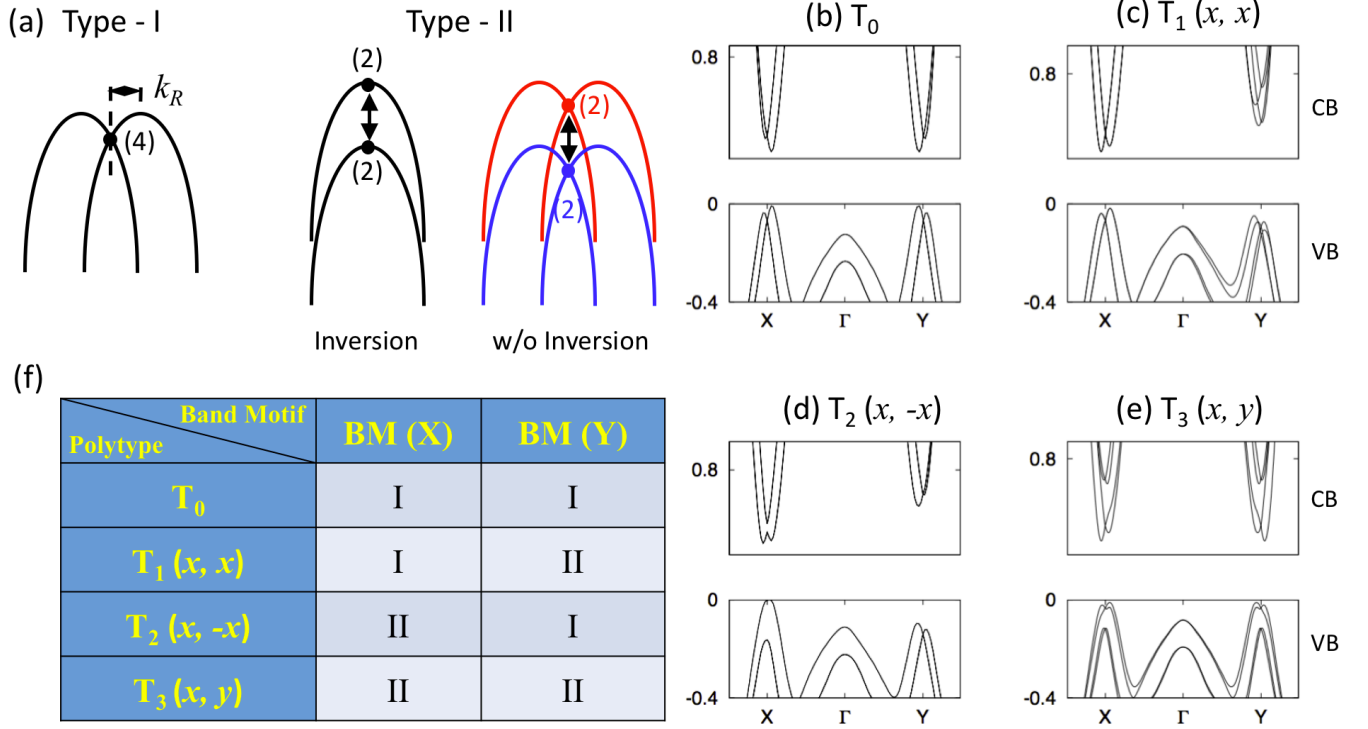 (a) Type - I
Type - II
k_R
(4)
(2)
(2)
(2)
(2)
Inversion
w/o Inversion
(b) T₀
0.8
0
-0.4
X Γ Y
(c) T₁ (x, x)
0.8
CB
0
VB
-0.4
X Γ Y
(d) T₂ (x, -x)
0.8
0
-0.4
X Γ Y
(e) T₃ (x, y)
0.8
CB
0
VB
-0.4
X Γ Y
(f)
Band Motif
Polytype
BM (X)
BM (Y)
T₀ I I
T₁ (x, x) I II
T₂ (x, -x) II I
T₃ (x, y) II II